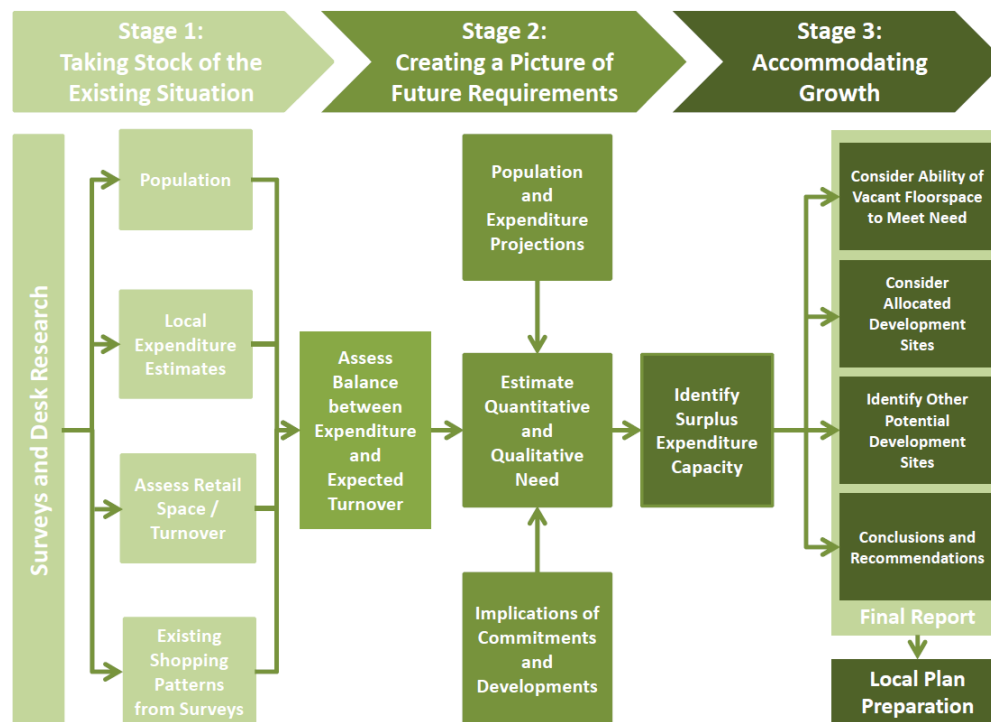 Stage 1:
Taking Stock of the
Existing Situation
Stage 2:
Creating a Picture of
Future Requirements
Stage 3:
Accommodating
Growth
Surveys and Desk Research
Population
Local
Expenditure
Estimates
Assess Retail
Space /
Turnover
Existing
Shopping
Patterns
from Surveys
Assess
Balance
between
Expenditure
and
Expected
Turnover
Population
and
Expenditure
Projections
Estimate
Quantitative
and
Qualitative
Need
Implications of
Commitments
and
Developments
Identify
Surplus
Expenditure
Capacity
Consider Ability of
Vacant Floorspace
to Meet Need
Consider
Allocated
Development
Sites
Identify Other
Potential
Development
Sites
Conclusions and
Recommendations
Final Report
Local Plan
Preparation